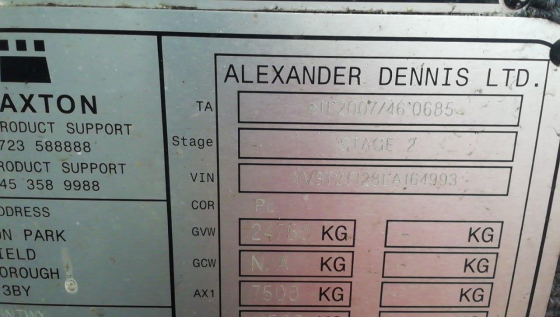 AXTON
RODUCT SUPPORT
723 588888
RODUCT SUPPORT
45 358 9988
DDRESS
ON PARK
IELD
OROUGH
3BY
ALEXANDER DENNIS LTD.
TA
Stage STAGE 2
VIN
COR
GVW KG - KG
GCW N.A KG - KG
AX1 7500 KG - KG